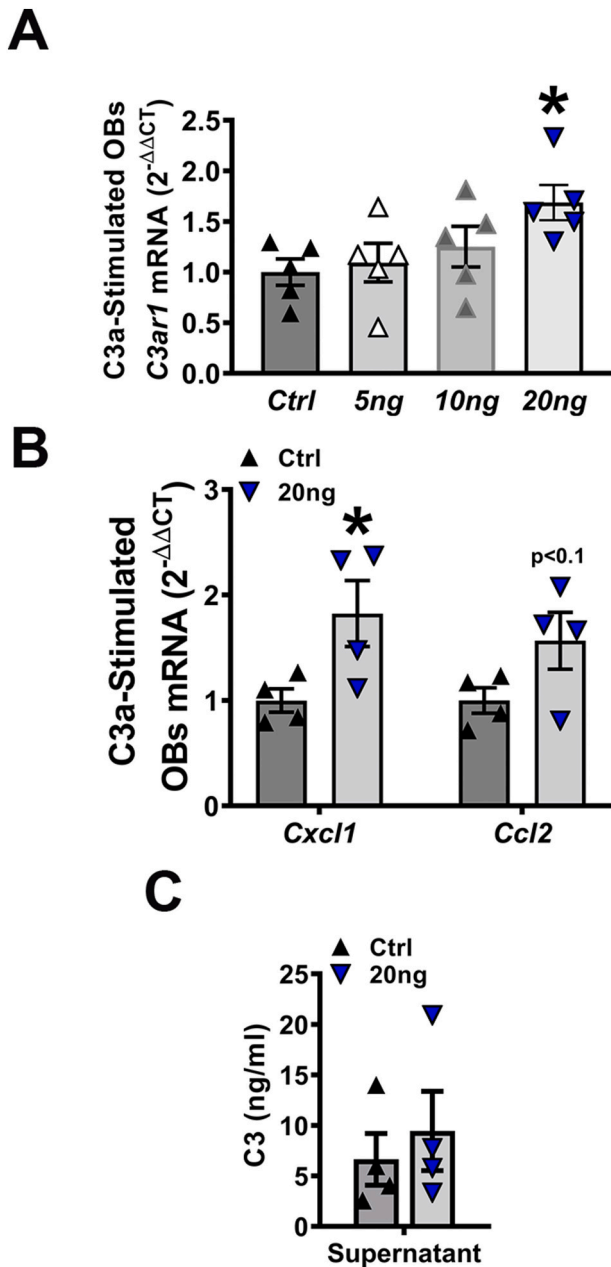 A
C3a-Stimulated OBs
C3ar1 mRNA (2^-ΔΔCT)
*
2.5
2.0
1.5
1.0
0.5
0.0
Ctrl 5ng 10ng 20ng
B
Ctrl
20ng
C3a-Stimulated
OBs mRNA (2^-ΔΔCT)
3
2
1
0
*
p<0.1
Cxcl1 Ccl2
C
Ctrl
20ng
C3 (ng/ml)
25
20
15
10
5
0
Supernatant